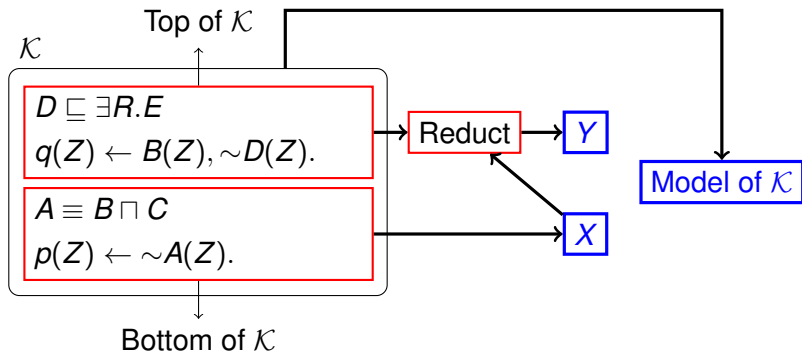 Top of 𝒦
𝒦
D ⊑ ∃R.E
q(Z) ← B(Z), ∼D(Z).
Reduct
Y
Model of 𝒦
A ≡ B ⊓ C
p(Z) ← ∼A(Z).
X
Bottom of 𝒦